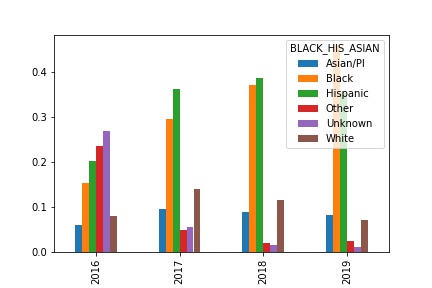 BLACK_HIS_ASIAN
Asian/PI
Black
Hispanic
Other
Unknown
White
0.4
0.3
0.2
0.1
0.0
2016 2017 2018 2019